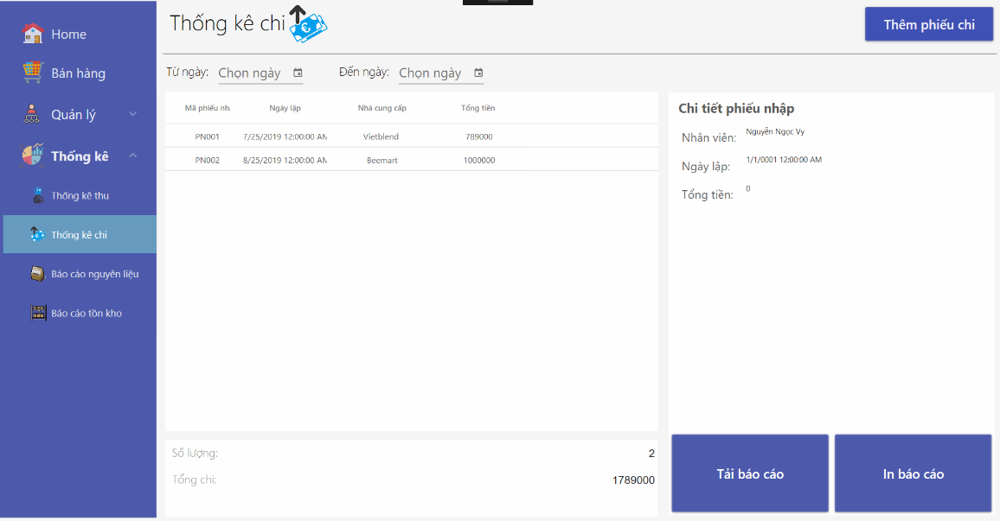 Home
Bán hàng
Quản lý
Thống kê
Thống kê thu
Thống kê chi
Báo cáo nguyên liệu
Báo cáo tồn kho
Thống kê chi
Thêm phiếu chi
Từ ngày: Chọn ngày
Đến ngày: Chọn ngày
Mã phiếu nh Ngày lập Nhà cung cấp Tổng tiền
PN001 7/25/2019 12:00:00 AM Vietblend 789000
PN002 8/25/2019 12:00:00 AM Beemart 1000000
Số lượng: 2
Tổng chi: 1789000
Chi tiết phiếu nhập
Nhân viên: Nguyễn Ngọc Vy
Ngày lập: 1/1/0001 12:00:00 AM
Tổng tiền: 0
Tải báo cáo
In báo cáo